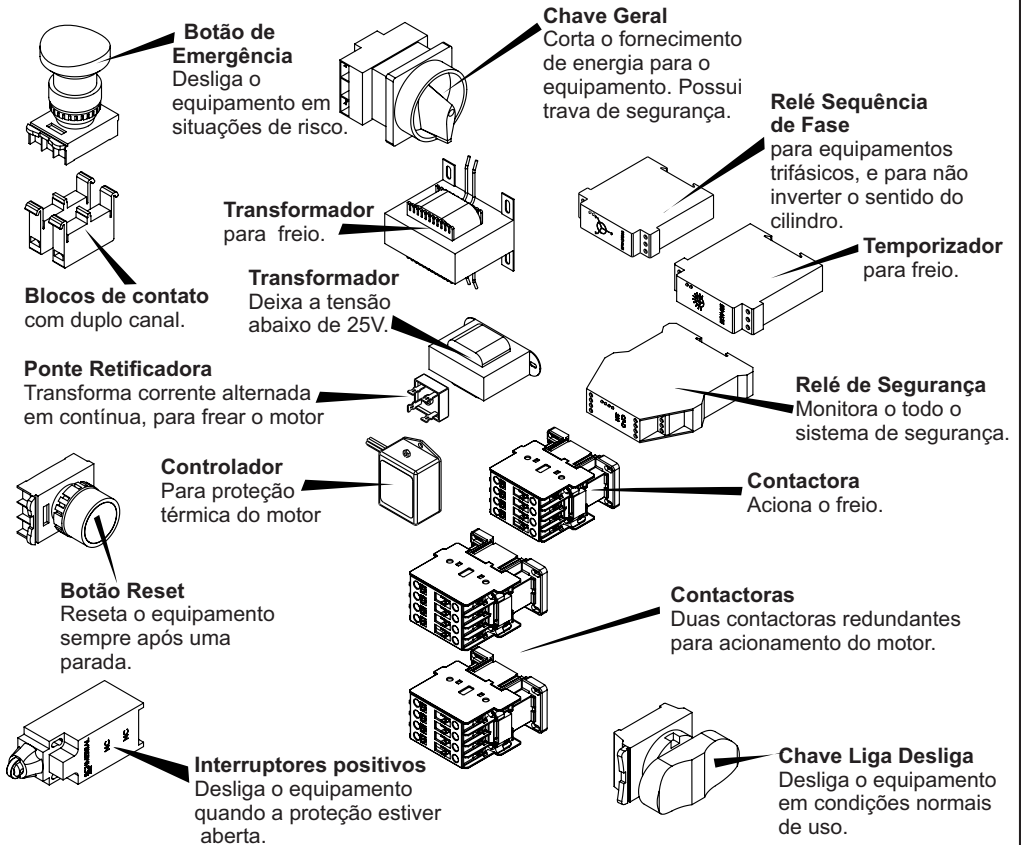 Botão de
Emergência
Desliga o
equipamento em
situações de risco.
Chave Geral
Corta o fornecimento
de energia para o
equipamento. Possui
trava de segurança.
Relé Sequência
de Fase
para equipamentos
trifásicos, e para não
inverter o sentido do
cilindro.
Transformador
para freio.
Temporizador
para freio.
Blocos de contato
com duplo canal.
Transformador
Deixa a tensão
abaixo de 25V.
Ponte Retificadora
Transforma corrente alternada
em contínua, para frear o motor
Relé de Segurança
Monitora o todo o
sistema de segurança.
Controlador
Para proteção
térmica do motor
Contactora
Aciona o freio.
Botão Reset
Reseta o equipamento
sempre após uma
parada.
Contactoras
Duas contactoras redundantes
para acionamento do motor.
NC
NC
Interruptores positivos
Desliga o equipamento
quando a proteção estiver
aberta.
Chave Liga Desliga
Desliga o equipamento
em condições normais
de uso.